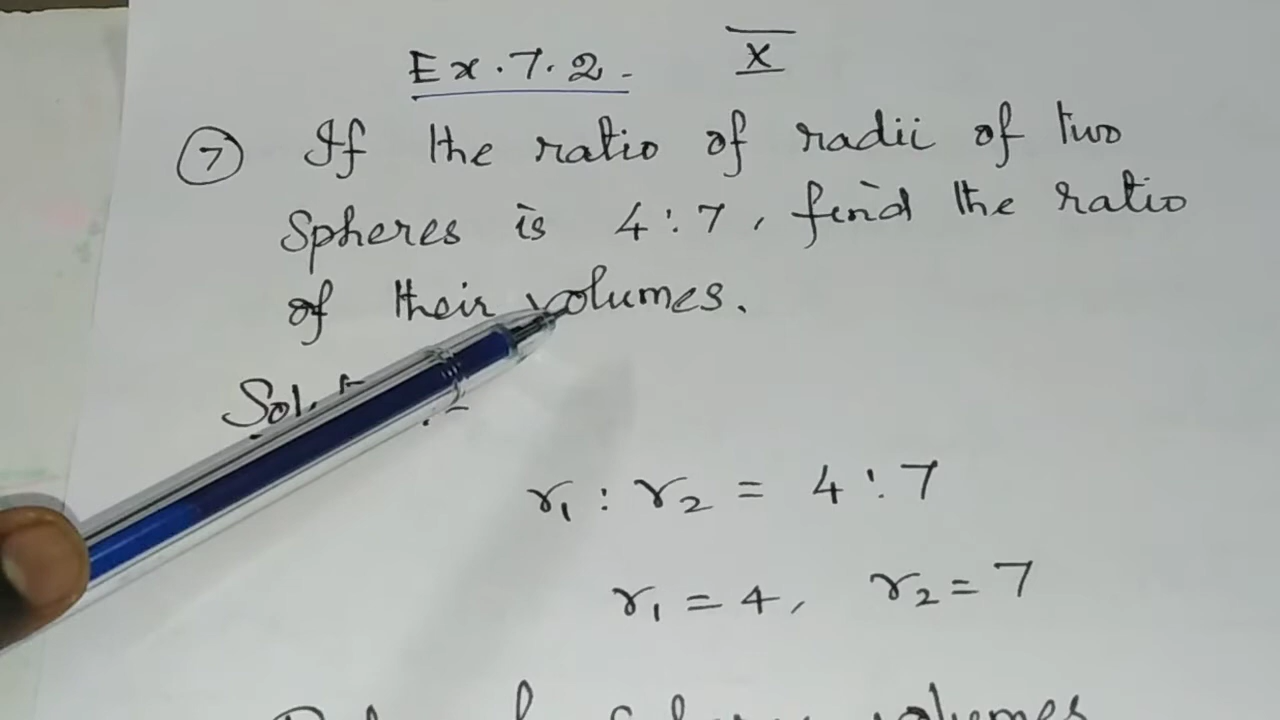 Ex.7.2. X
⑦ If the ratio of radii of two
Spheres is 4:7, find the ratio
of their volumes.
r₁ : r₂ = 4 : 7
r₁ = 4, r₂ = 7
volumes